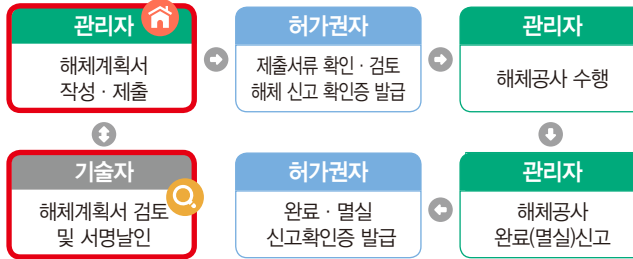 관리자
해체계획서
작성 · 제출
허가권자
제출서류 확인 · 검토
해체 신고 확인증 발급
관리자
해체공사 수행
기술자
해체계획서 검토
및 서명날인
허가권자
완료 · 멸실
신고확인증 발급
관리자
해체공사
완료(멸실)신고